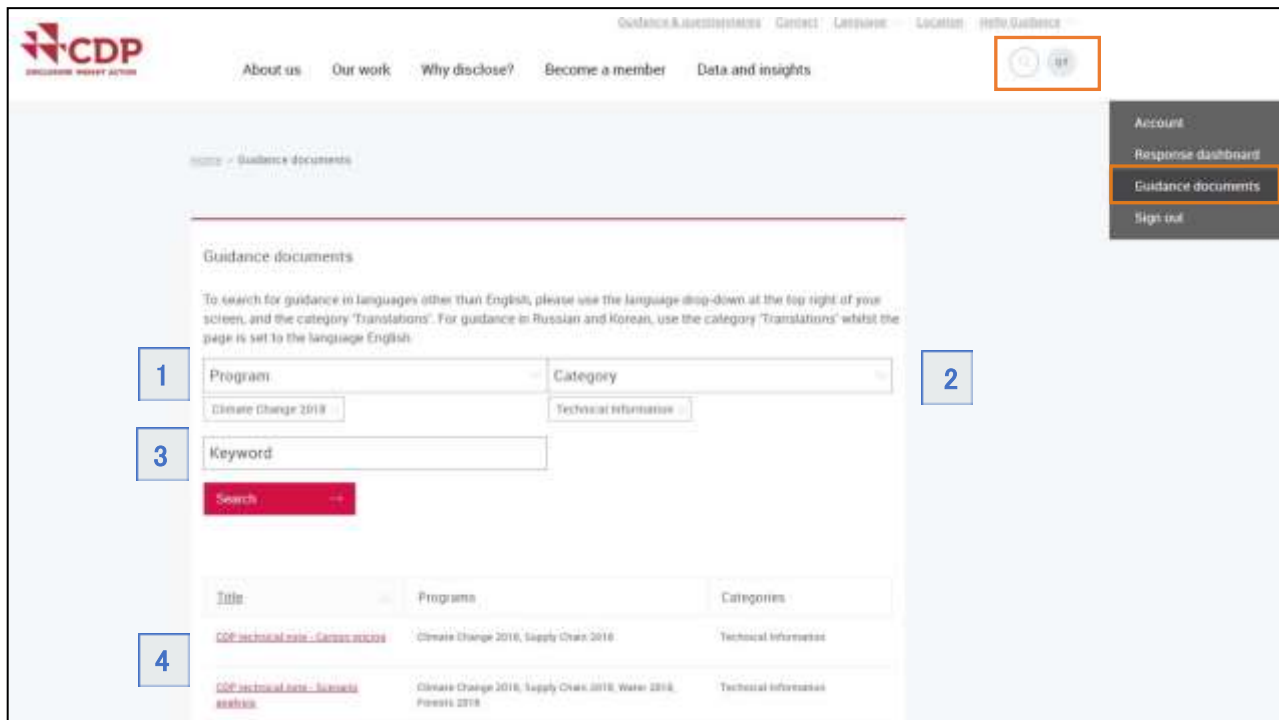 Guidance & questionnaires Contact Language Location Hello Guidance
CDP
DISCLOSURE INSIGHT ACTION
About us Our work Why disclose? Become a member Data and insights
Account
Response dashboard
Guidance documents
Sign out
Home > Guidance documents
Guidance documents
To search for guidance in languages other than English, please use the language drop-down at the top right of your
screen, and the category 'Translations'. For guidance in Russian and Korean, use the category 'Translations' whilst the
page is set to the language English
1 Program Category 2
Climate Change 2018 Technical Information
3 Keyword
Search
Title Programs Categories
4
CDP technical note - Carbon pricing Climate Change 2018, Supply Chain 2018 Technical Information
CDP technical note - Scenario Climate Change 2018, Supply Chain 2018, Water 2018, Technical Information
analysis Forests 2018